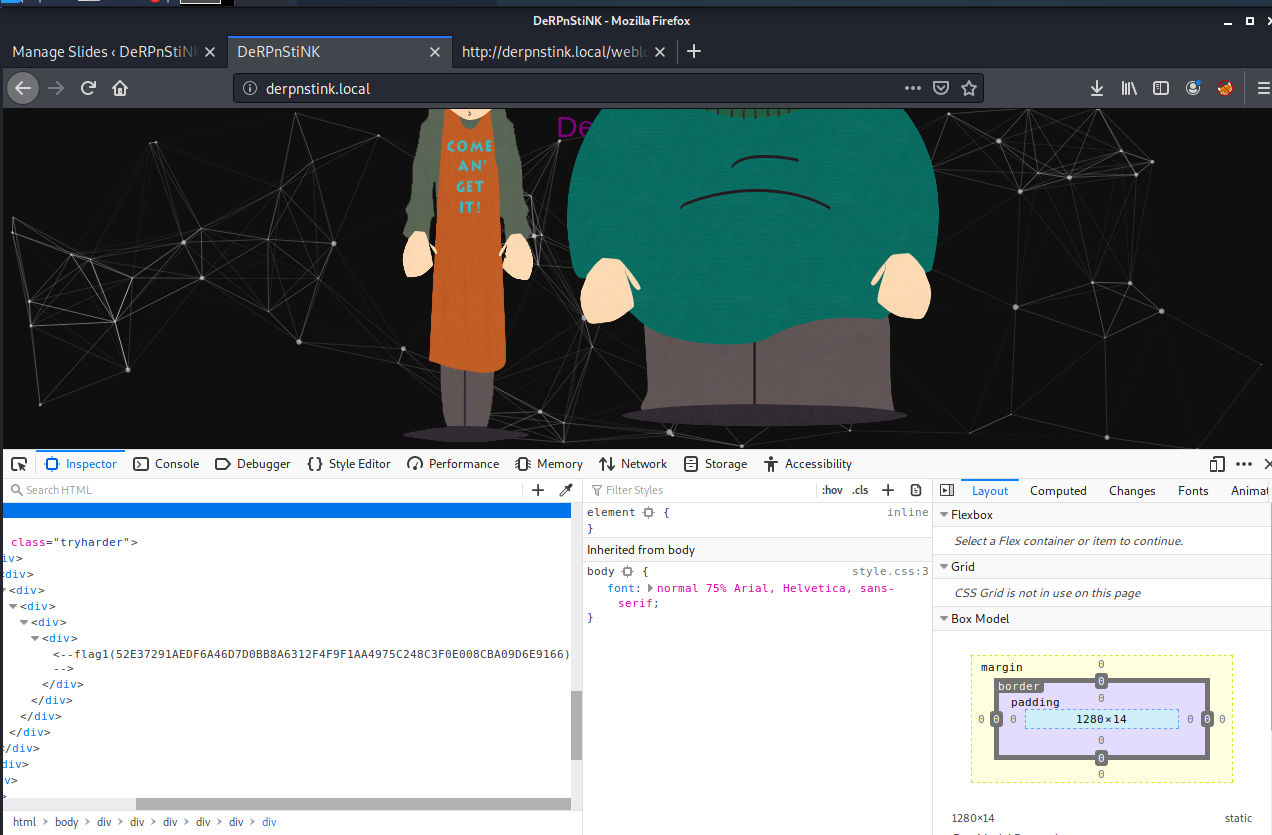 DeRPnStiNK - Mozilla Firefox
Manage Slides ‹ DeRPnStiN
DeRPnStiNK
http://derpnstink.local/webl
derpnstink.local
De
COME
AN'
GET
IT!
Inspector
Console
Debugger
Style Editor
Performance
Memory
Network
Storage
Accessibility
Search HTML
class="tryharder">
iv>
div>
<div>
<div>
<div>
<div>
<--flag1(52E37291AEDF6A46D7D0BB8A6312F4F9F1AA4975C248C3F0E008CBA09D6E9166)
-->
</div>
</div>
</div>
</div>
</div>
div>
v>
>
html > body > div > div > div > div > div > div
Filter Styles
:hov .cls
element { inline
}
Inherited from body
body { style.css:3
font: normal 75% Arial, Helvetica, sans-
serif;
}
Layout Computed Changes Fonts Animat
Flexbox
Select a Flex container or item to continue.
Grid
CSS Grid is not in use on this page
Box Model
margin 0
border 0
padding 0
0 0 0 1280×14 0 0 0
0
0
0
1280×14 static